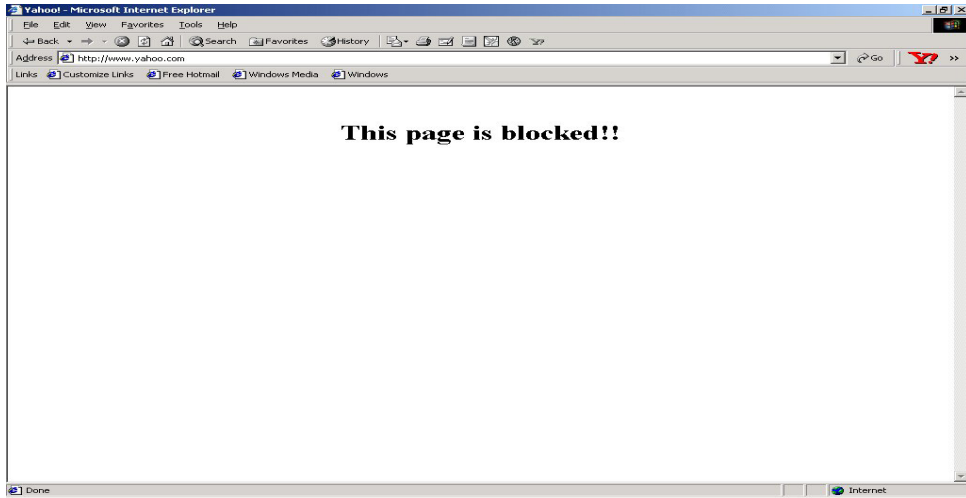 Yahoo! - Microsoft Internet Explorer
File Edit View Favorites Tools Help
Back Search Favorites History
Address http://www.yahoo.com Go Y! »
Links Customize Links Free Hotmail Windows Media Windows
This page is blocked!!
Done Internet